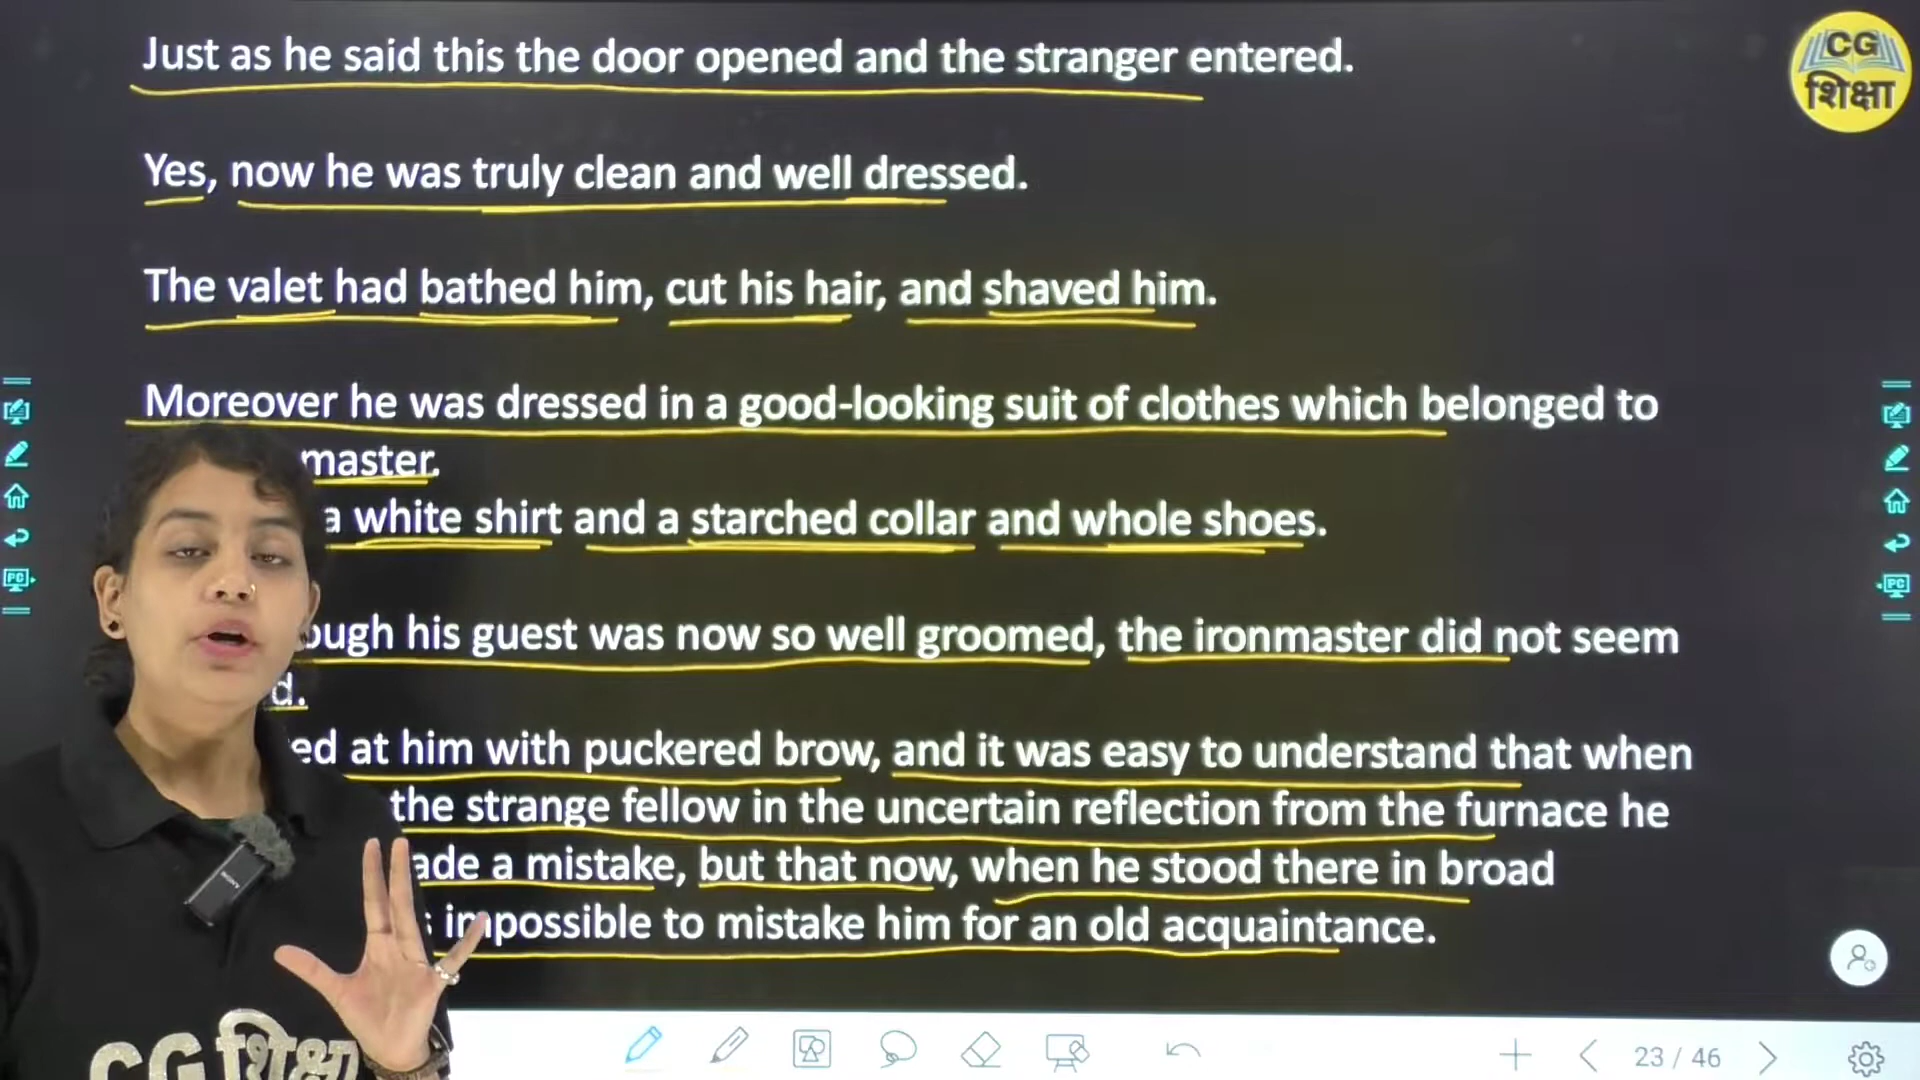 Just as he said this the door opened and the stranger entered.
CG
शिक्षा
Yes, now he was truly clean and well dressed.
The valet had bathed him, cut his hair, and shaved him.
Moreover he was dressed in a good-looking suit of clothes which belonged to
master.
a white shirt and a starched collar and whole shoes.
ough his guest was now so well groomed, the ironmaster did not seem
d.
ed at him with puckered brow, and it was easy to understand that when
the strange fellow in the uncertain reflection from the furnace he
ade a mistake, but that now, when he stood there in broad
s impossible to mistake him for an old acquaintance.
SONY
CG शिक्षा
PC
PC
23 / 46